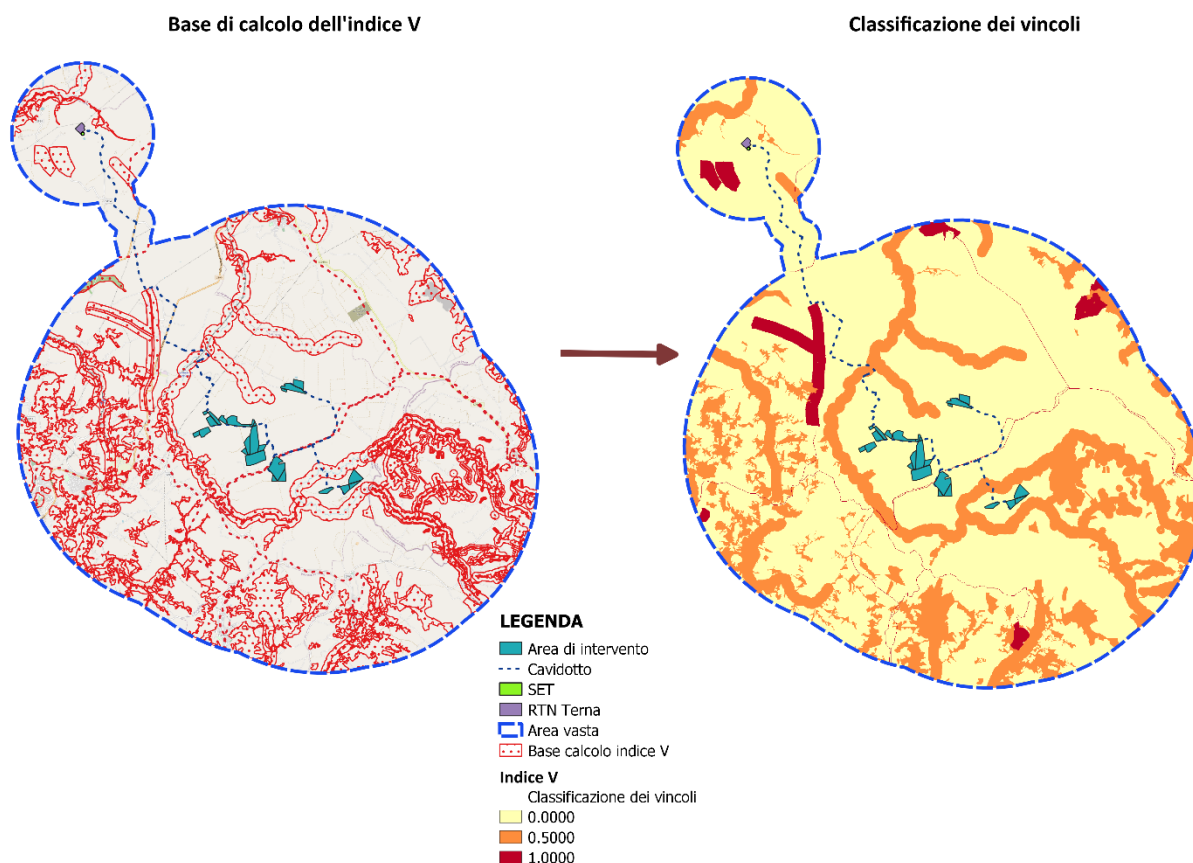 Base di calcolo dell'indice V
Classificazione dei vincoli
LEGENDA
Area di intervento
Cavidotto
SET
RTN Terna
Area vasta
Base calcolo indice V
Indice V
Classificazione dei vincoli
0.0000
0.5000
1.0000